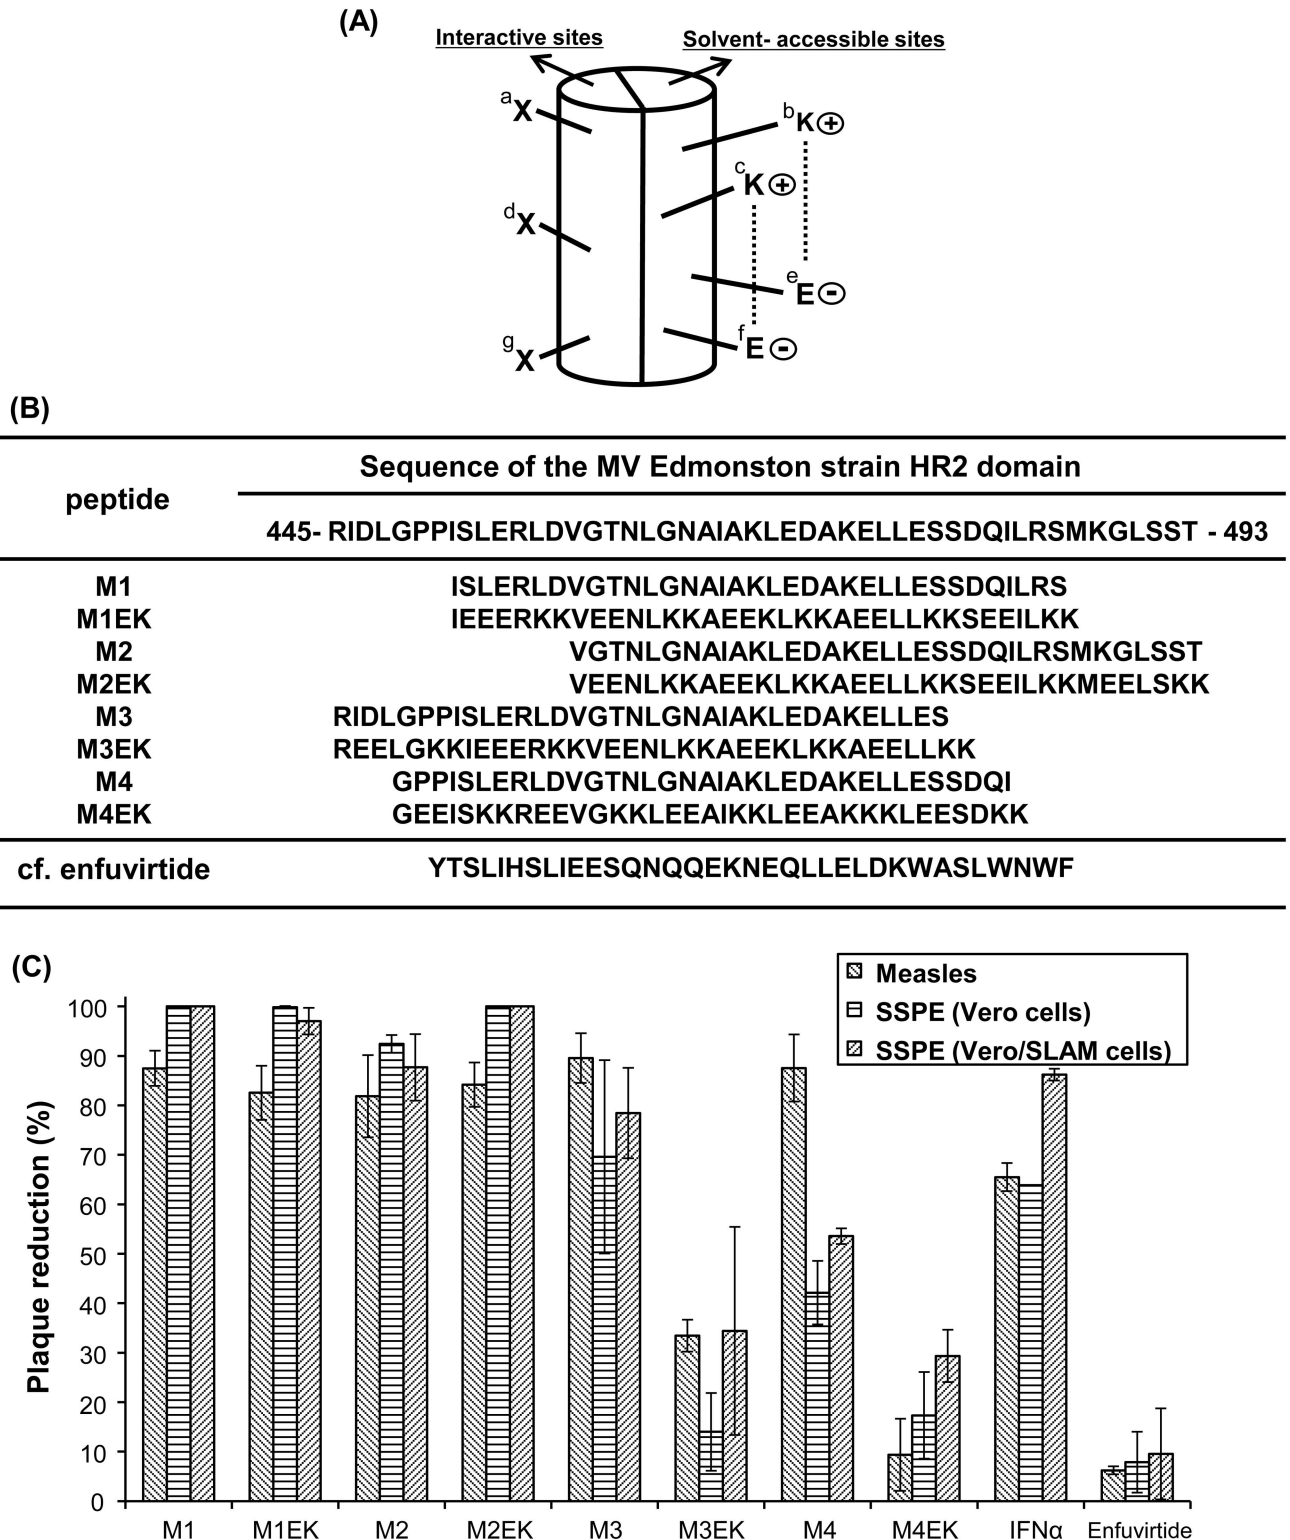 (A)
Interactive sites
Solvent- accessible sites
aX
bK+
cK+
dX
eE-
fE-
gX
(B)
peptide
Sequence of the MV Edmonston strain HR2 domain
445- RIDLGPPISLERLDVGTNLGNAIAKLEDAKELLESSDQILRSMKGLSST - 493
M1 ISLERLDVGTNLGNAIAKLEDAKELLESSDQILRS
M1EK IEEERKKVEENLKKAEEKLKKAEELLKKSEEILKK
M2 VGTNLGNAIAKLEDAKELLESSDQILRSMKGLSST
M2EK VEENLKKAEEKLKKAEELLKKSEEILKKMEELSKK
M3 RIDLGPPISLERLDVGTNLGNAIAKLEDAKELLES
M3EK REELGKKIEEERKKVEENLKKAEEKLKKAEELLKK
M4 GPPISLERLDVGTNLGNAIAKLEDAKELLESSDQI
M4EK GEEISKKREEVGKKLEEAIKKLEEAKKKLEESDKK
cf. enfuvirtide YTSLIHSLIEESQNQQEKNEQLLELDKWASLWNWF
(C)
Measles
SSPE (Vero cells)
SSPE (Vero/SLAM cells)
Plaque reduction (%)
100
90
80
70
60
50
40
30
20
10
0
M1 M1EK M2 M2EK M3 M3EK M4 M4EK IFNα Enfuvirtide